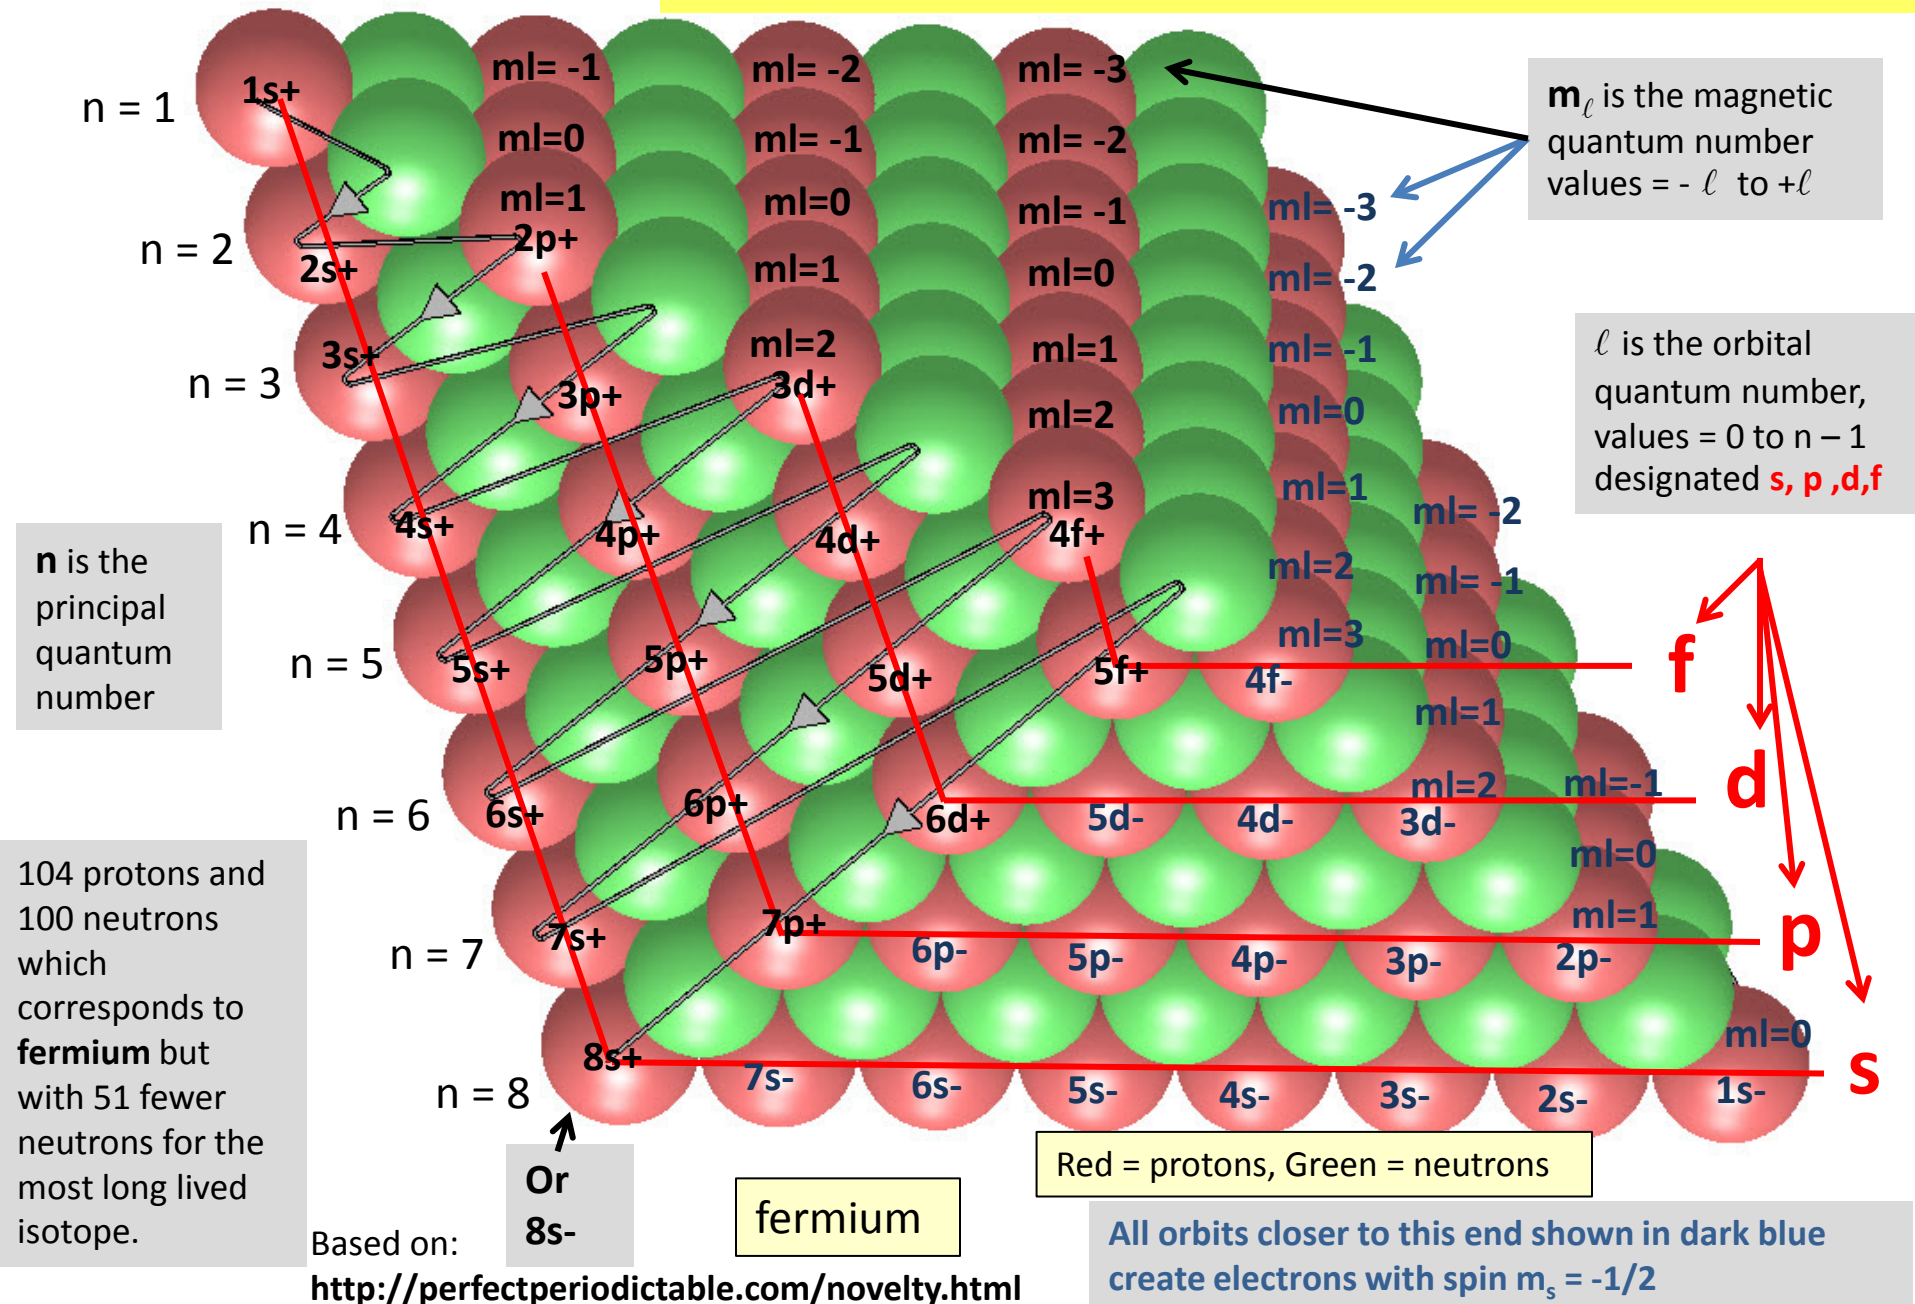 1s+ ml= -1 ml= -2 ml= -3
n = 1
ml=0 ml= -1 ml= -2
ml=1 ml=0 ml= -1 ml= -3
n = 2 2s+ 2p+ ml=1 ml=0 ml= -2
n = 3 3s+ 3p+ ml=2 ml=1 ml= -1
3d+ ml=2 ml=0
n = 4 4s+ 4p+ 4d+ ml=3 ml=1 ml= -2
4f+ ml=2 ml= -1
n = 5 5s+ 5p+ 5d+ 5f+ 4f- ml=3 ml=0
ml=1
n = 6 6s+ 6p+ 6d+ 5d- 4d- 3d- ml=2 ml=-1
ml=0
n = 7 7s+ 7p+ 6p- 5p- 4p- 3p- 2p- ml=1
n = 8 8s+ 7s- 6s- 5s- 4s- 3s- 2s- 1s- ml=0
mℓ is the magnetic
quantum number
values = - ℓ to +ℓ
ℓ is the orbital
quantum number,
values = 0 to n – 1
designated s, p ,d,f
f
d
p
s
n is the
principal
quantum
number
104 protons and
100 neutrons
which
corresponds to
fermium but
with 51 fewer
neutrons for the
most long lived
isotope.
Or
8s-
fermium
Red = protons, Green = neutrons
Based on:
http://perfectperiodictable.com/novelty.html
All orbits closer to this end shown in dark blue
create electrons with spin ms = -1/2